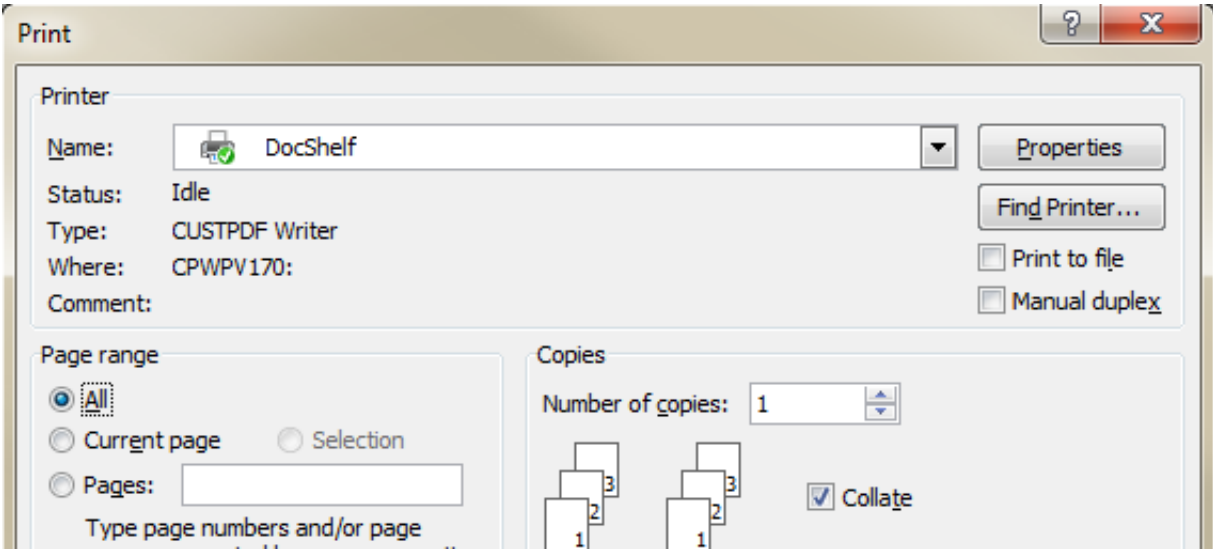 Print
Printer
Name: DocShelf Properties
Status: Idle
Find Printer...
Type: CUSTPDF Writer
Where: CPWPV170: Print to file
Comment: Manual duplex
Page range
Copies
All
Number of copies: 1
Current page Selection
Pages:
3 3
2 2
1 1
Collate
Type page numbers and/or page